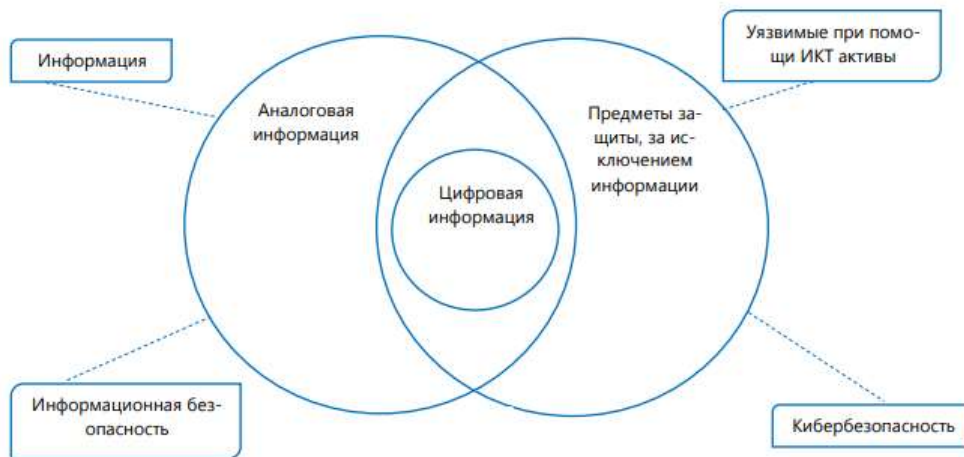 Информация
Уязвимые при помо-
щи ИКТ активы
Аналоговая
информация
Предметы за-
щиты, за ис-
ключением
информации
Цифровая
информация
Информационная без-
опасность
Кибербезопасность